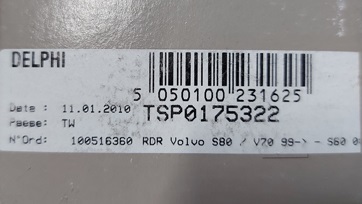 DELPHI
5 050100 231625
Date : 11.01.2010 TSP0175322
Paese: TW
N°Ord: 100516360 RDR Volvo S80 / V70 99-> - S60